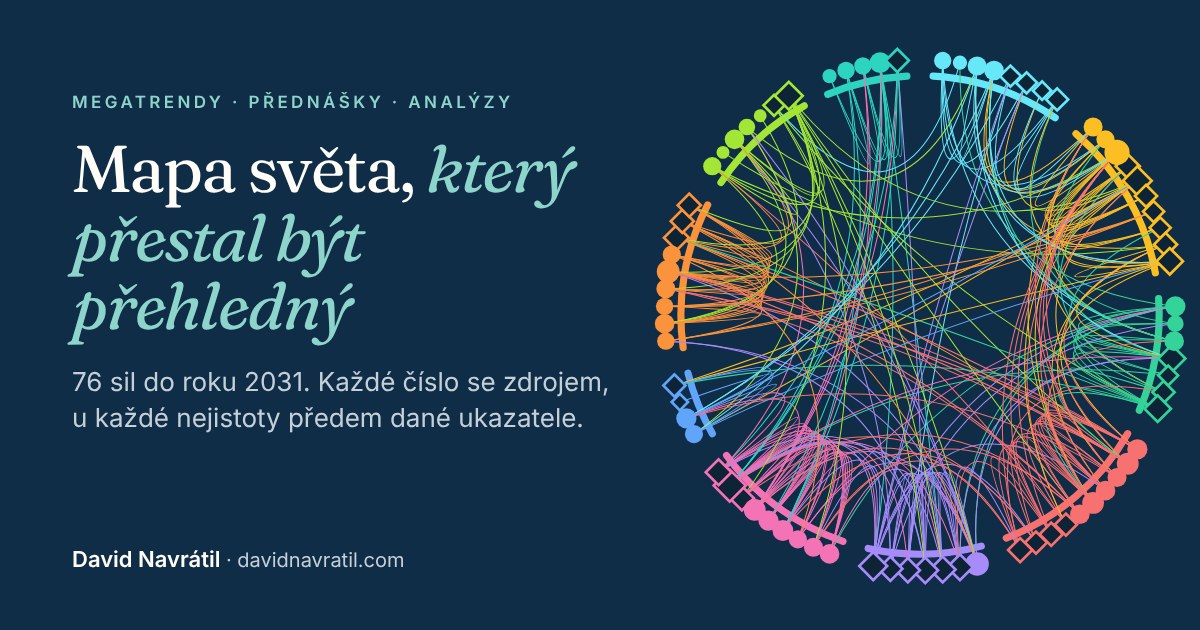 MEGATRENDY · PŘEDNÁŠKY · ANALÝZY
Mapa světa, který
přestal být
přehledný
76 sil do roku 2031. Každé číslo se zdrojem,
u každé nejistoty předem dané ukazatele.
David Navrátil · davidnavratil.com